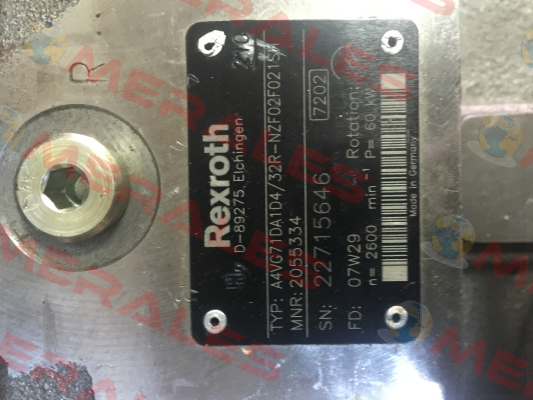 R
Rexroth
D-89275 Elchingen
TYP: A4VG71DA1D4/32R-NZF02F021S
MNR: 2055334
SN: 22715646 7202
FD: 07W29 Rotation:
n= 2600 min -1 P= 60 kW
Made in Germany
MERALES